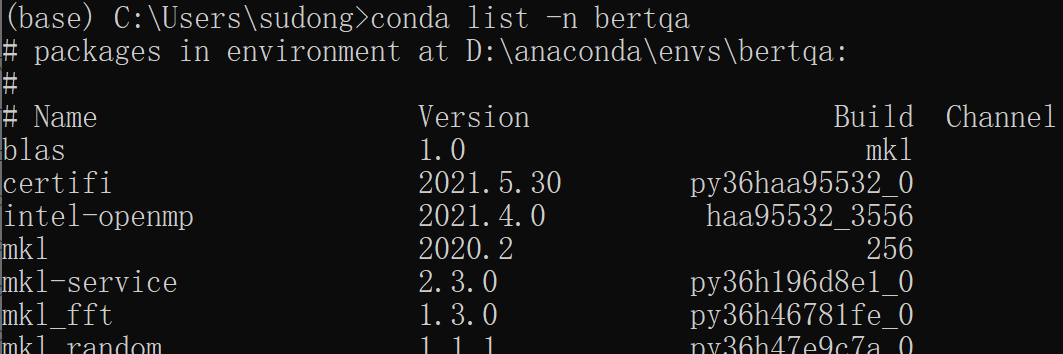 (base) C:\Users\sudong>conda list -n bertqa
# packages in environment at D:\anaconda\envs\bertqa:
#
# Name Version Build Channel
blas 1.0 mkl
certifi 2021.5.30 py36haa95532_0
intel-openmp 2021.4.0 haa95532_3556
mkl 2020.2 256
mkl-service 2.3.0 py36h196d8e1_0
mkl_fft 1.3.0 py36h46781fe_0
mkl_random 1.1.1 py36h47e9c7a_0